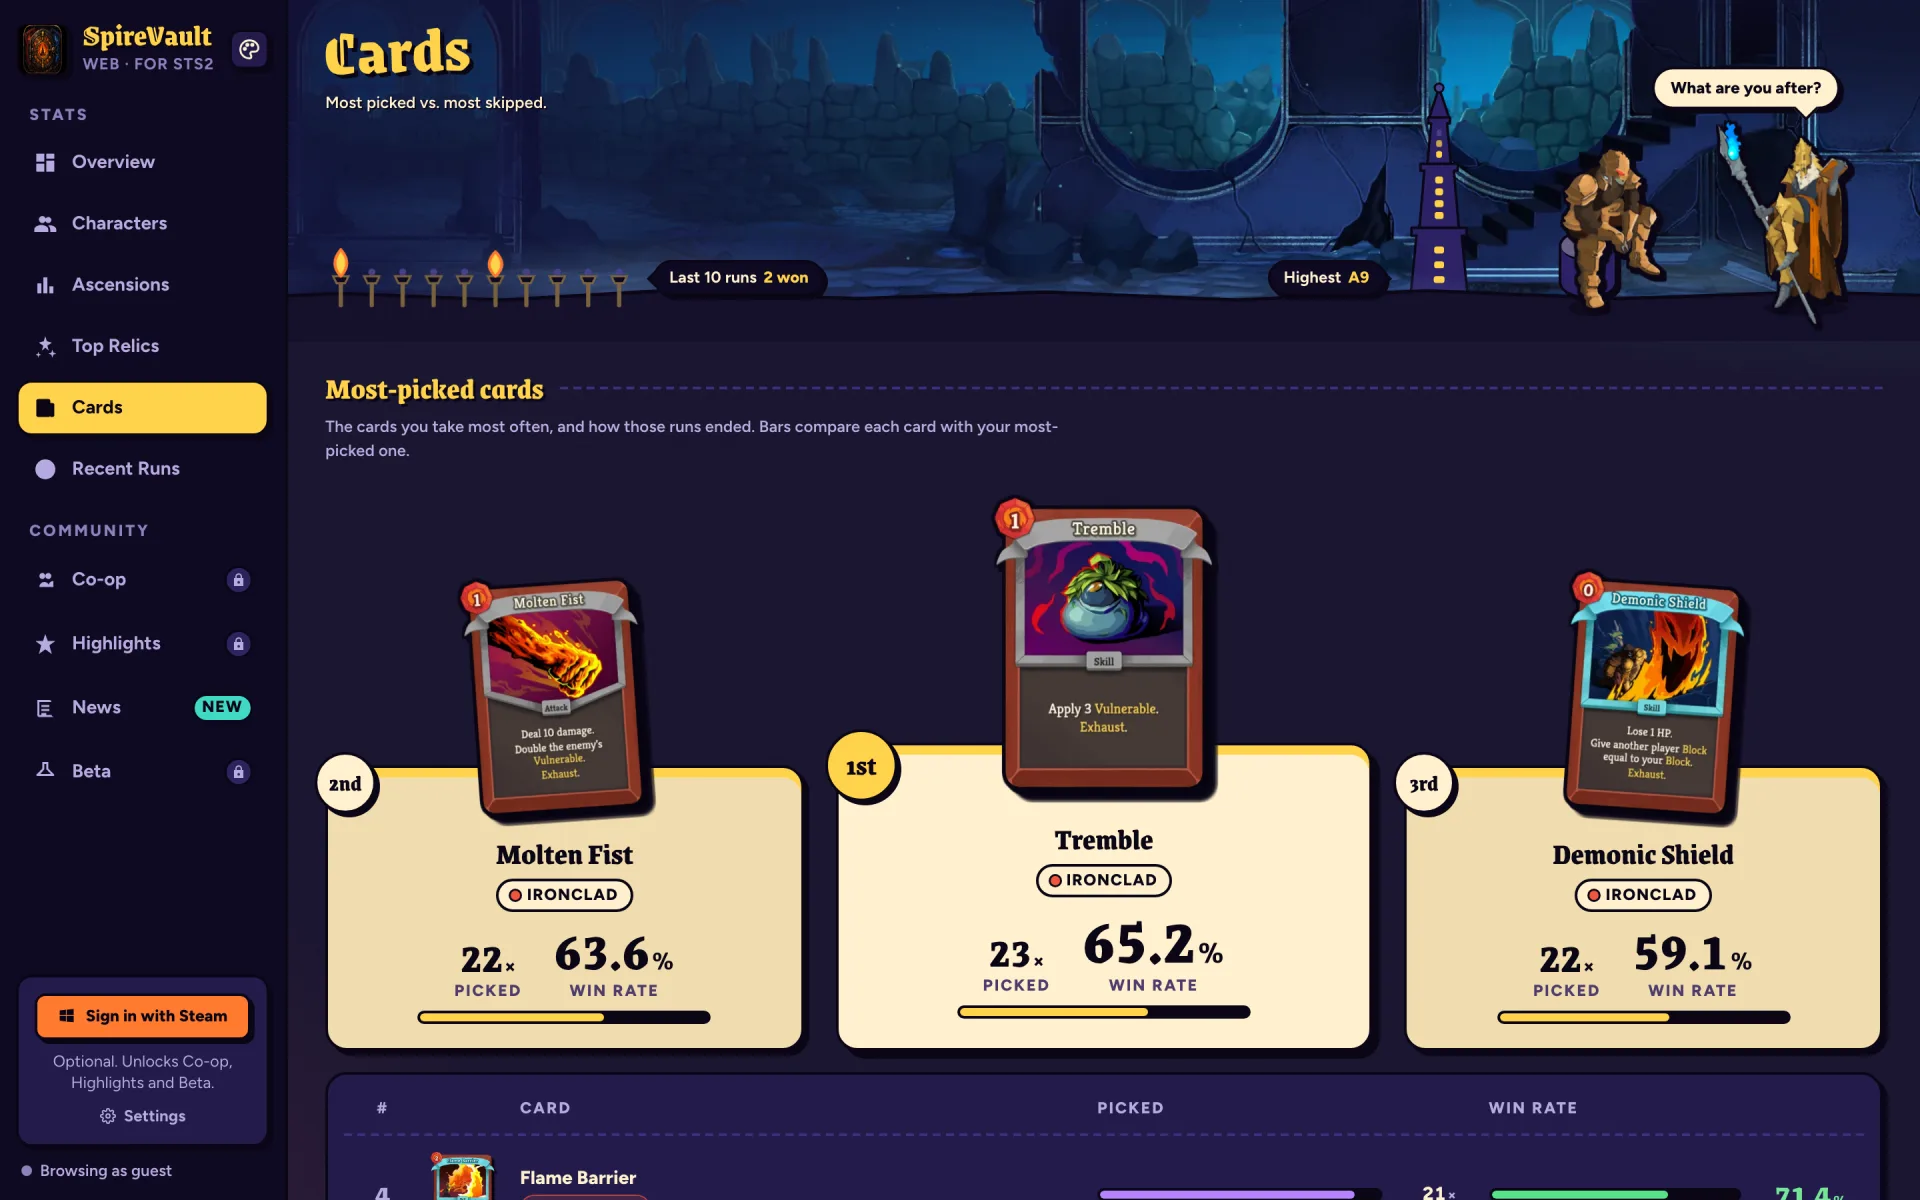 SpireVault
WEB · FOR STS2
STATS
Overview
Characters
Ascensions
Top Relics
Cards
Recent Runs
COMMUNITY
Co-op
Highlights
News
NEW
Beta
Sign in with Steam
Optional. Unlocks Co-op,
Highlights and Beta.
Settings
Browsing as guest
Cards
Most picked vs. most skipped.
Last 10 runs 2 won
Highest A9
What are you after?
Most-picked cards
The cards you take most often, and how those runs ended. Bars compare each card with your most-
picked one.
1
Molten Fist
Attack
Deal 10 damage.
Double the enemy's
Vulnerable.
Exhaust.
2nd
Molten Fist
IRONCLAD
22×
PICKED
63.6%
WIN RATE
1
Tremble
Skill
Apply 3 Vulnerable.
Exhaust.
1st
Tremble
IRONCLAD
23×
PICKED
65.2%
WIN RATE
0
Demonic Shield
Skill
Lose 1 HP.
Give another player Block
equal to your Block.
Exhaust.
3rd
Demonic Shield
IRONCLAD
22×
PICKED
59.1%
WIN RATE
# CARD PICKED WIN RATE
4
Flame Barrier
21×
71.4%